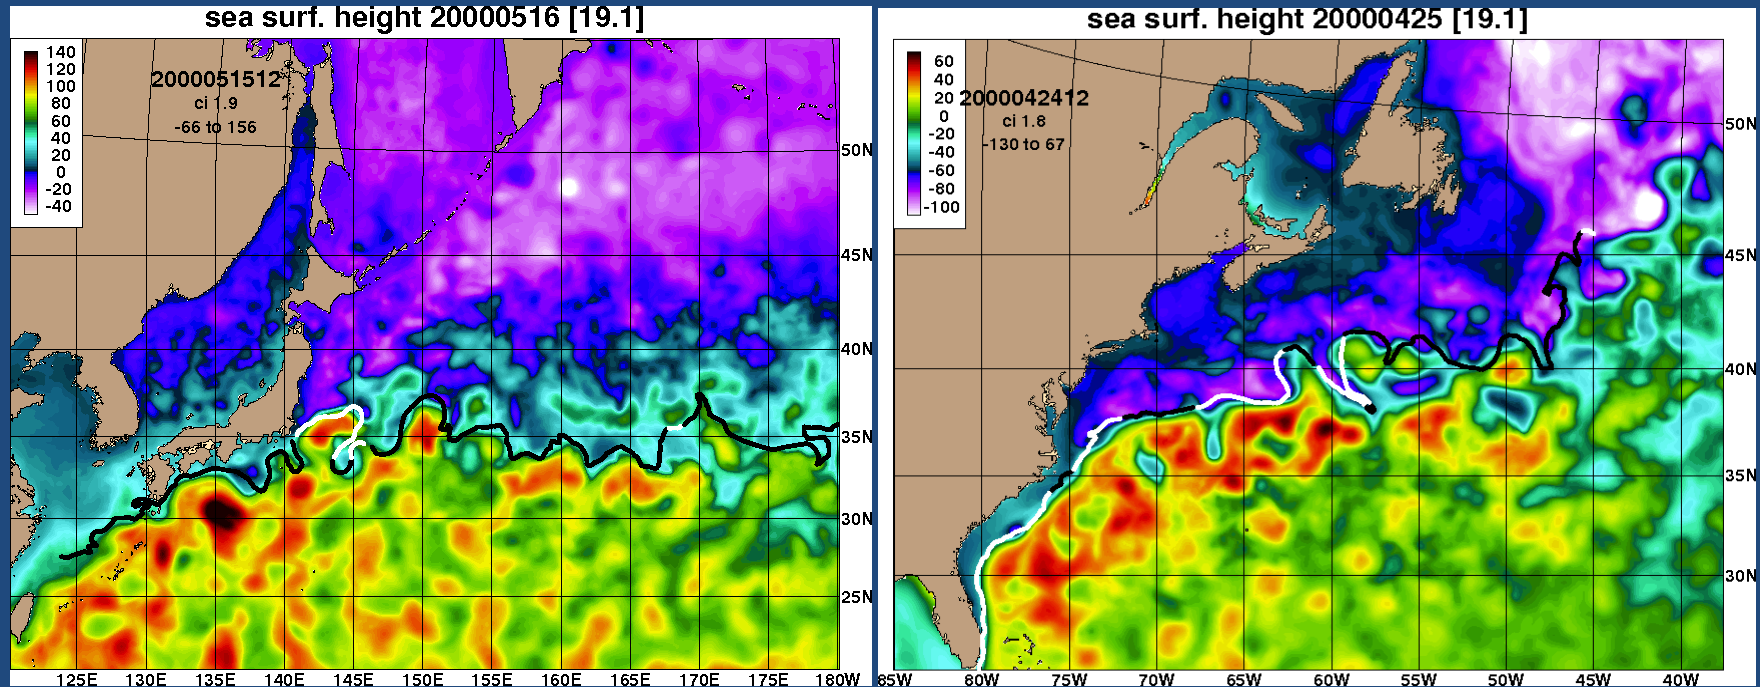 sea surf. height 20000516 [19.1]
140
120
100
80
60
40
20
0
-20
-40
2000051512
ci 1.9
-66 to 156
50N
45N
40N
35N
30N
25N
125E 130E 135E 140E 145E 150E 155E 160E 165E 170E 175E 180W
sea surf. height 20000425 [19.1]
60
40
20
0
-20
-40
-60
-80
-100
2000042412
ci 1.8
-130 to 67
50N
45N
40N
35N
30N
85W 80W 75W 70W 65W 60W 55W 50W 45W 40W